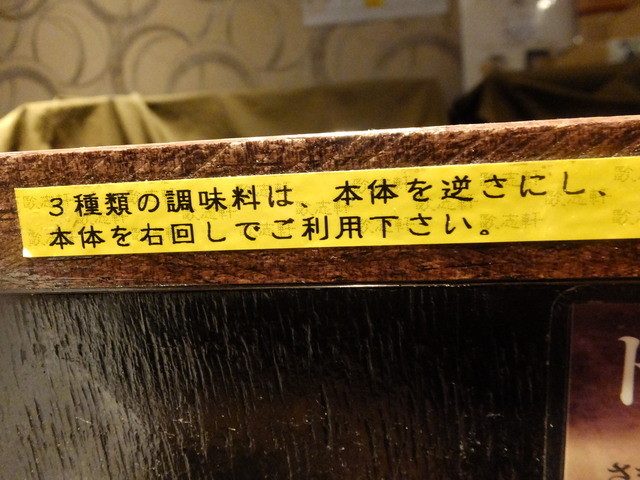 3種類の調味料は、本体を逆さにし、
本体を右回しでご利用下さい。